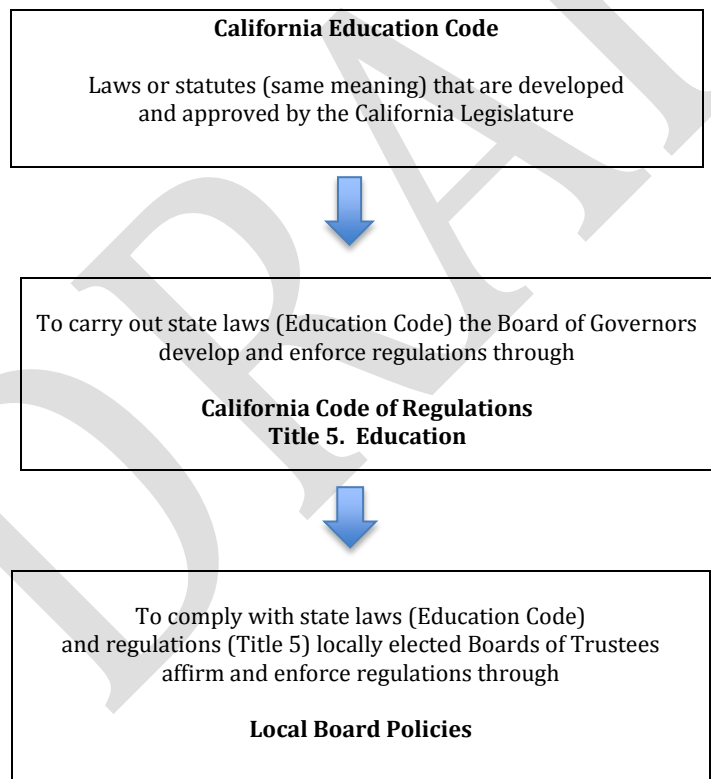 California Education Code
Laws or statutes (same meaning) that are developed
and approved by the California Legislature
To carry out state laws (Education Code) the Board of Governors
develop and enforce regulations through
California Code of Regulations
Title 5.  Education
To comply with state laws (Education Code)
and regulations (Title 5) locally elected Boards of Trustees
affirm and enforce regulations through
Local Board Policies